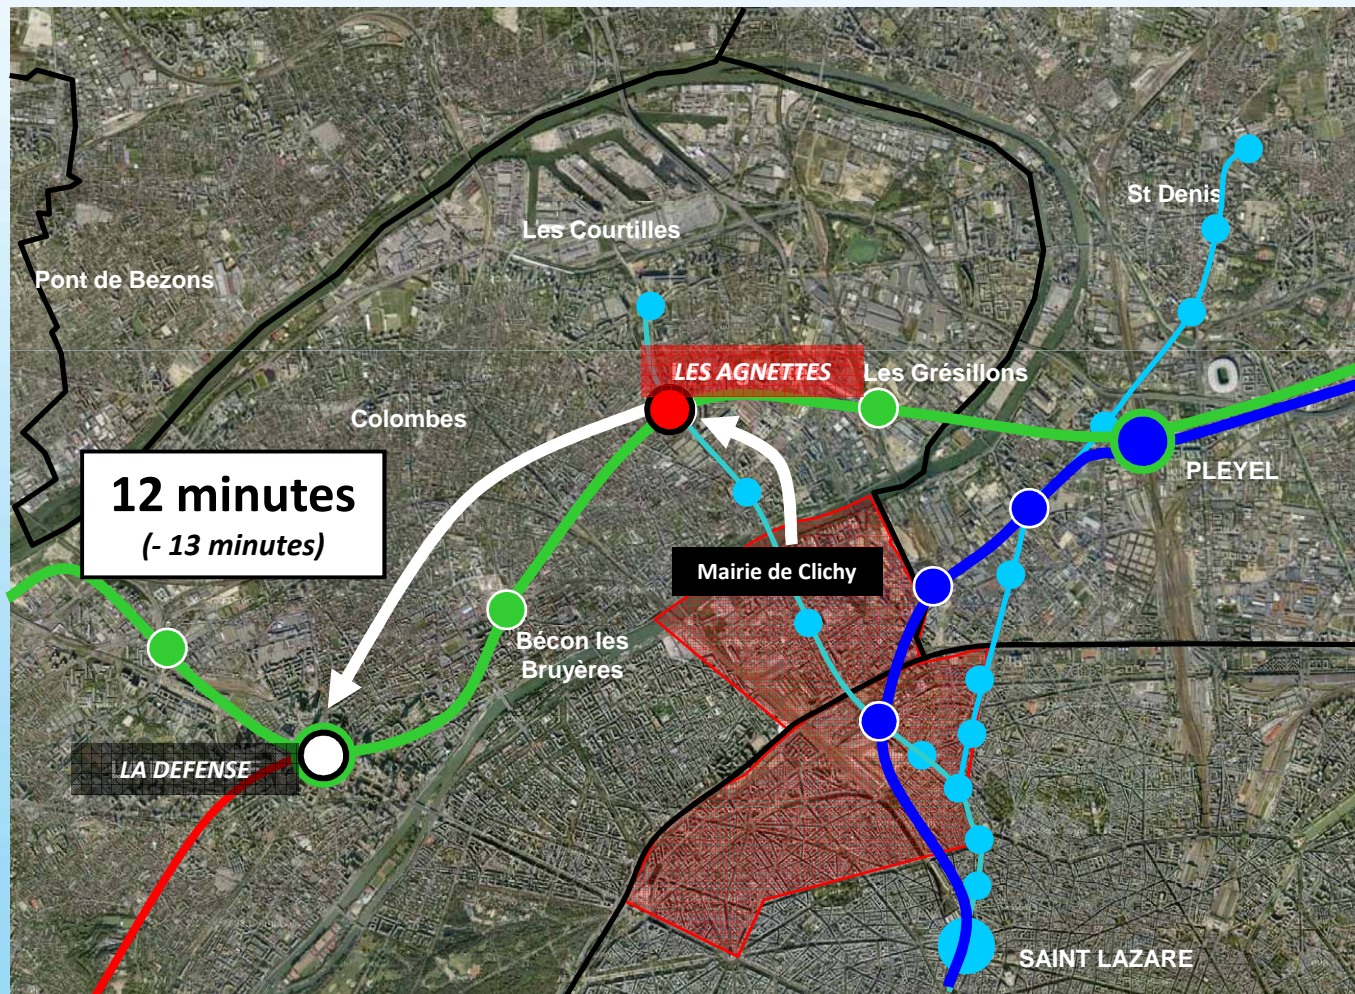 St Denis
Les Courtilles
Pont de Bezons
LES AGNETTES
Les Grésillons
Colombes
PLEYEL
12 minutes
(- 13 minutes)
Mairie de Clichy
Bécon les
Bruyères
LA DEFENSE
SAINT LAZARE